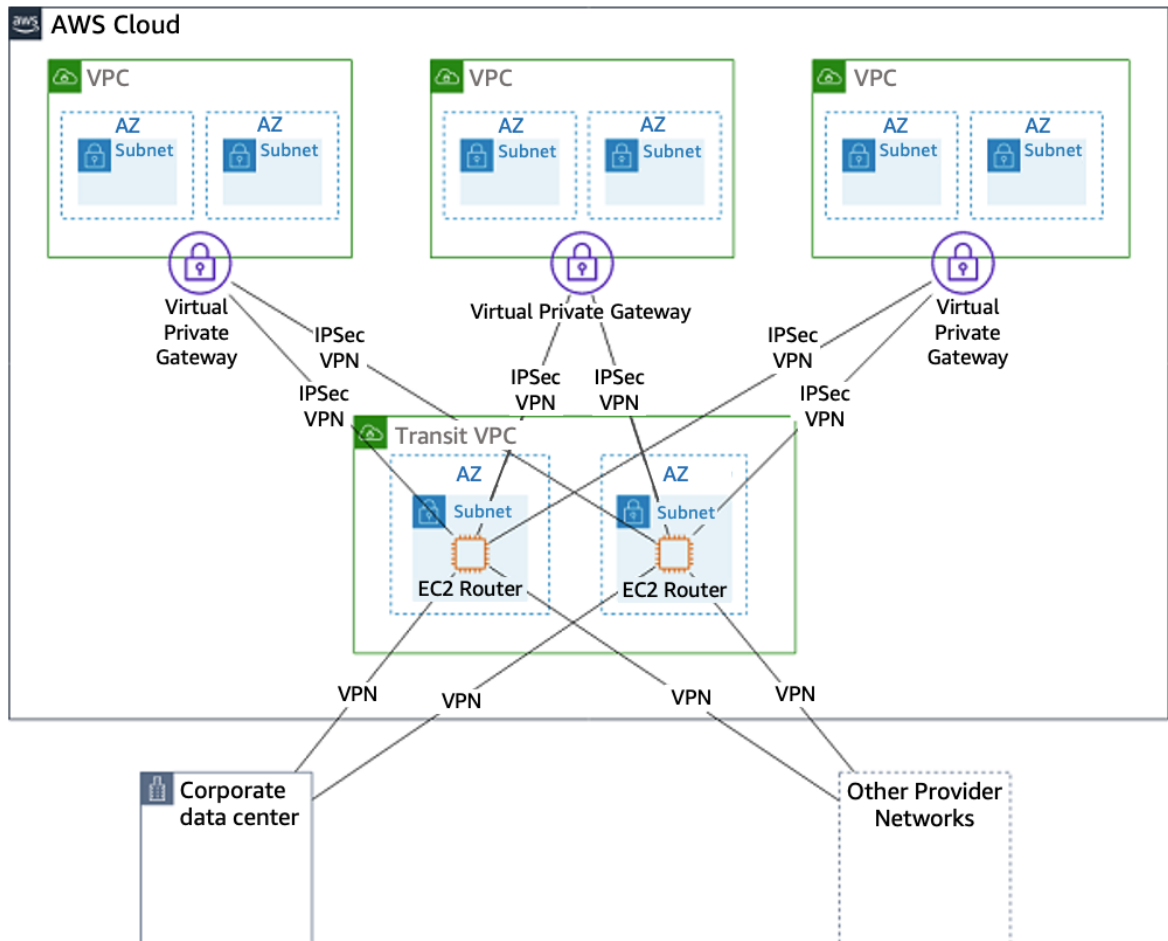 aws
AWS Cloud
VPC
VPC
VPC
AZ
AZ
AZ
AZ
AZ
AZ
Subnet
Subnet
Subnet
Subnet
Subnet
Subnet
Virtual
Private
Gateway
Virtual Private Gateway
Virtual
Private
Gateway
IPSec
VPN
IPSec
VPN
IPSec
VPN
IPSec
VPN
IPSec
VPN
IPSec
VPN
Transit VPC
AZ
AZ
Subnet
Subnet
EC2 Router
EC2 Router
VPN
VPN
VPN
VPN
Corporate
data center
Other Provider
Networks